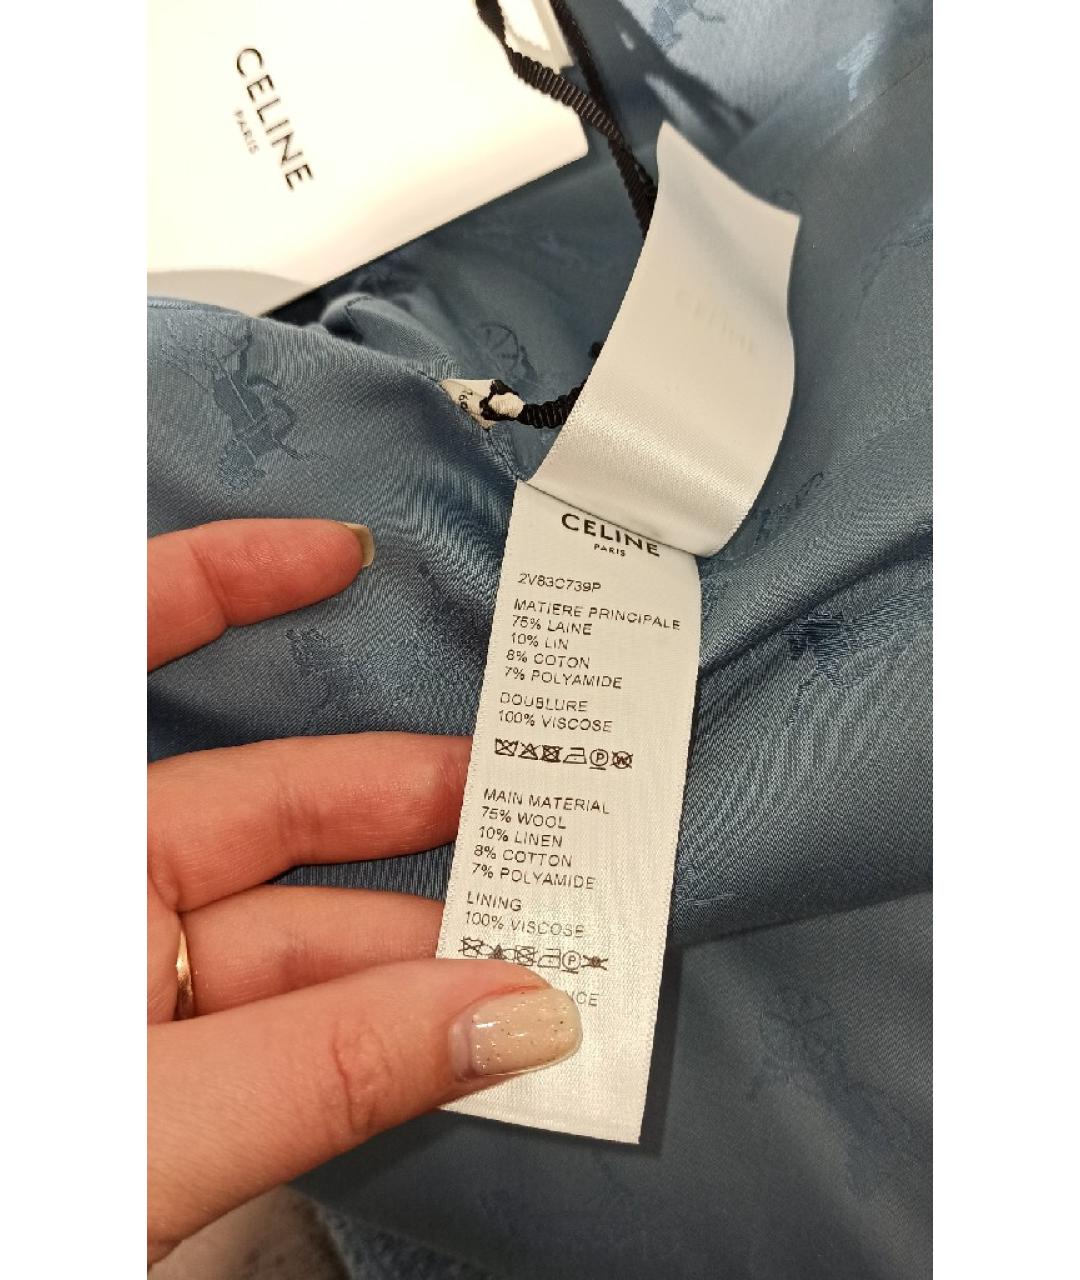 CELINE
PARIS
CELINE
PARIS
2V83C739P
MATIERE PRINCIPALE
75% LAINE
10% LIN
8% COTON
7% POLYAMIDE
DOUBLURE
100% VISCOSE
MAIN MATERIAL
75% WOOL
10% LINEN
8% COTTON
7% POLYAMIDE
LINING
100% VISCOSE